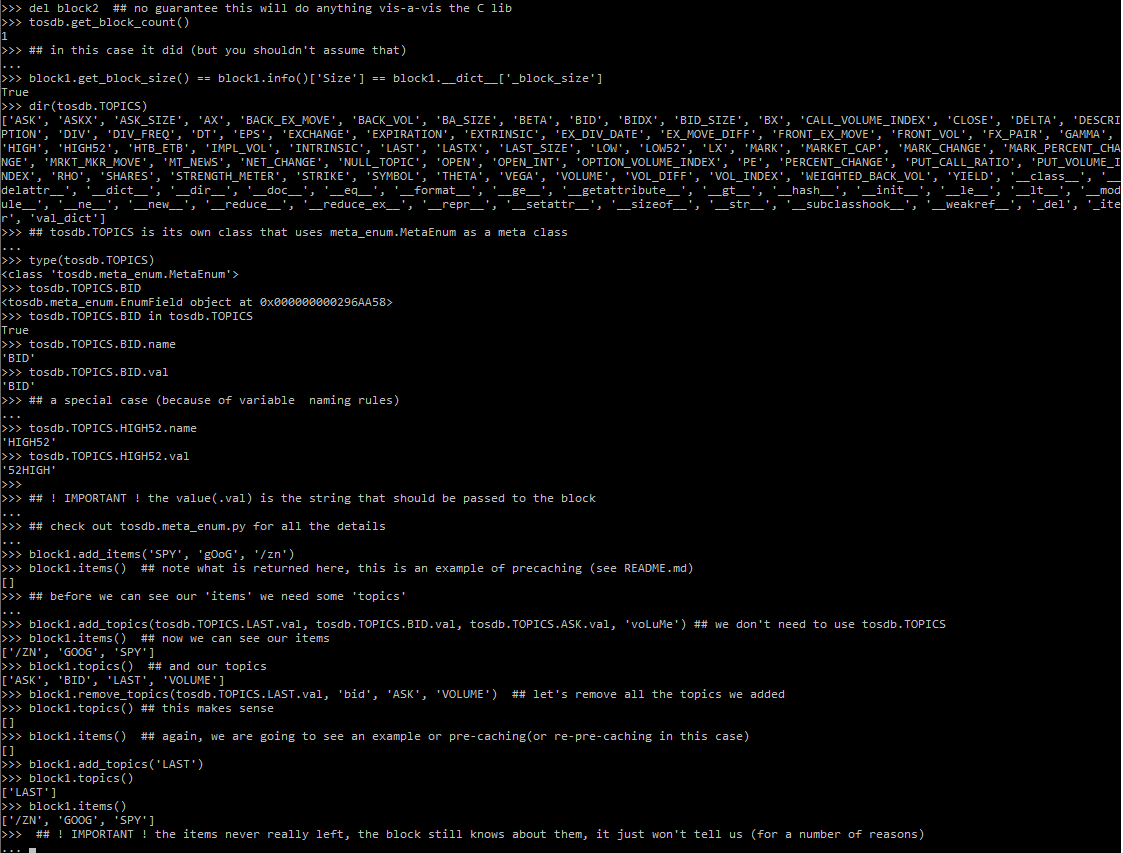 >>> del block2  ## no guarantee this will do anything vis-a-vis the C lib
>>> tosdb.get_block_count()
1
>>> ## in this case it did (but you shouldn't assume that)
...
>>> block1.get_block_size() == block1.info()['Size'] == block1.__dict__['_block_size']
True
>>> dir(tosdb.TOPICS)
['ASK', 'ASKX', 'ASK_SIZE', 'AX', 'BACK_EX_MOVE', 'BACK_VOL', 'BA_SIZE', 'BETA', 'BID', 'BIDX', 'BID_SIZE', 'BX', 'CALL_VOLUME_INDEX', 'CLOSE', 'DELTA', 'DESCRI
PTION', 'DIV', 'DIV_FREQ', 'DT', 'EPS', 'EXCHANGE', 'EXPIRATION', 'EXTRINSIC', 'EX_DIV_DATE', 'EX_MOVE_DIFF', 'FRONT_EX_MOVE', 'FRONT_VOL', 'FX_PAIR', 'GAMMA',
'HIGH', 'HIGH52', 'HTB_ETB', 'IMPL_VOL', 'INTRINSIC', 'LAST', 'LASTX', 'LAST_SIZE', 'LOW', 'LOW52', 'LX', 'MARK', 'MARKET_CAP', 'MARK_CHANGE', 'MARK_PERCENT_CHA
NGE', 'MRKT_MKR_MOVE', 'MT_NEWS', 'NET_CHANGE', 'NULL_TOPIC', 'OPEN', 'OPEN_INT', 'OPTION_VOLUME_INDEX', 'PE', 'PERCENT_CHANGE', 'PUT_CALL_RATIO', 'PUT_VOLUME_I
NDEX', 'RHO', 'SHARES', 'STRENGTH_METER', 'STRIKE', 'SYMBOL', 'THETA', 'VEGA', 'VOLUME', 'VOL_DIFF', 'VOL_INDEX', 'WEIGHTED_BACK_VOL', 'YIELD', '__class__', '__
delattr__', '__dict__', '__dir__', '__doc__', '__eq__', '__format__', '__ge__', '__getattribute__', '__gt__', '__hash__', '__init__', '__le__', '__lt__', '__mod
ule__', '__ne__', '__new__', '__reduce__', '__reduce_ex__', '__repr__', '__setattr__', '__sizeof__', '__str__', '__subclasshook__', '__weakref__', '_del', '_ite
r', 'val_dict']
>>> ## tosdb.TOPICS is its own class that uses meta_enum.MetaEnum as a meta class
...
>>> type(tosdb.TOPICS)
<class 'tosdb.meta_enum.MetaEnum'>
>>> tosdb.TOPICS.BID
<tosdb.meta_enum.EnumField object at 0x000000000296AA58>
>>> tosdb.TOPICS.BID in tosdb.TOPICS
True
>>> tosdb.TOPICS.BID.name
'BID'
>>> tosdb.TOPICS.BID.val
'BID'
>>> ## a special case (because of variable  naming rules)
...
>>> tosdb.TOPICS.HIGH52.name
'HIGH52'
>>> tosdb.TOPICS.HIGH52.val
'52HIGH'
>>>
>>> ## ! IMPORTANT ! the value(.val) is the string that should be passed to the block
...
>>> ## check out tosdb.meta_enum.py for all the details
...
>>> block1.add_items('SPY', 'gOoG', '/zn')
>>> block1.items()  ## note what is returned here, this is an example of precaching (see README.md)
[]
>>> ## before we can see our 'items' we need some 'topics'
...
>>> block1.add_topics(tosdb.TOPICS.LAST.val, tosdb.TOPICS.BID.val, tosdb.TOPICS.ASK.val, 'voLuMe') ## we don't need to use tosdb.TOPICS
>>> block1.items()  ## now we can see our items
['/ZN', 'GOOG', 'SPY']
>>> block1.topics()  ## and our topics
['ASK', 'BID', 'LAST', 'VOLUME']
>>> block1.remove_topics(tosdb.TOPICS.LAST.val, 'bid', 'ASK', 'VOLUME')  ## let's remove all the topics we added
>>> block1.topics() ## this makes sense
[]
>>> block1.items()  ## again, we are going to see an example or pre-caching(or re-pre-caching in this case)
[]
>>> block1.add_topics('LAST')
>>> block1.topics()
['LAST']
>>> block1.items()
['/ZN', 'GOOG', 'SPY']
>>>  ## ! IMPORTANT ! the items never really left, the block still knows about them, it just won't tell us (for a number of reasons)
...